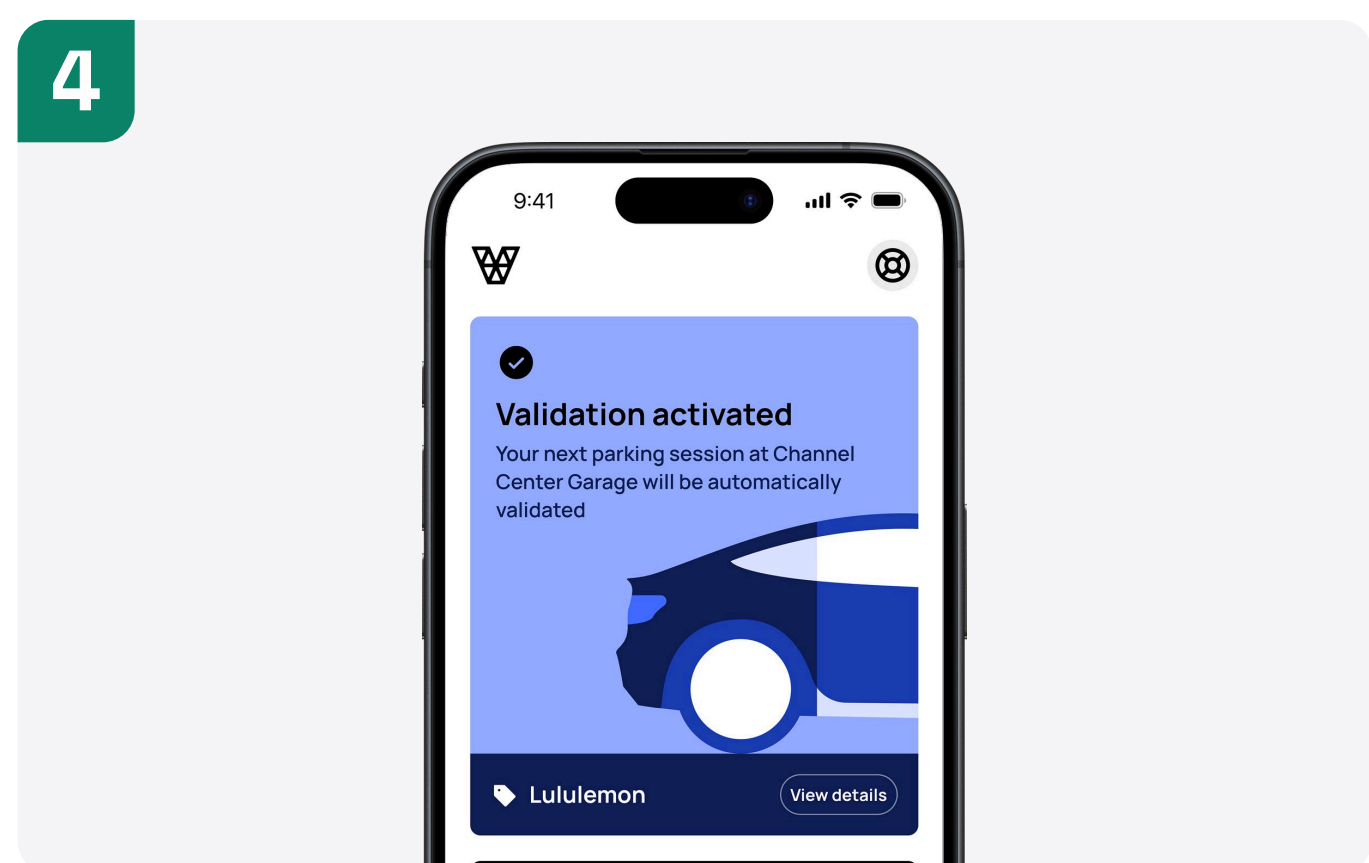 4
9:41
Validation activated
Your next parking session at Channel
Center Garage will be automatically
validated
Lululemon
View details